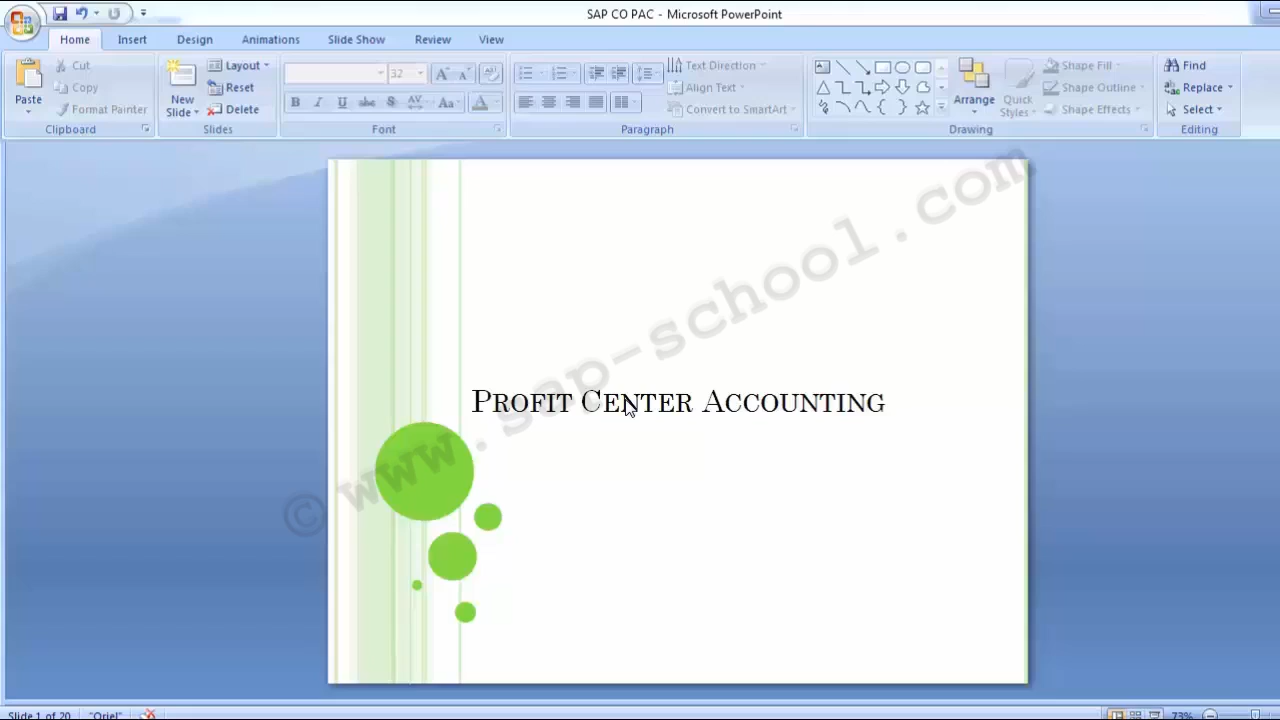 SAP CO PAC - Microsoft PowerPoint
Home Insert Design Animations Slide Show Review View
Paste
Cut
Copy
Format Painter
Clipboard
New Slide
Layout
Reset
Delete
Slides
32
Font
Text Direction
Align Text
Convert to SmartArt
Paragraph
Arrange
Quick Styles
Shape Fill
Shape Outline
Shape Effects
Drawing
Find
Replace
Select
Editing
PROFIT CENTER ACCOUNTING
© www.sap-school.com
Slide 1 of 20 "Oriel" 73%